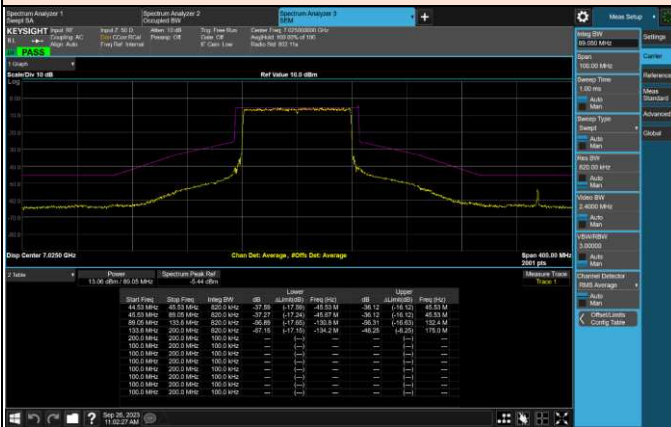 Spectrum Analyzer 1
Swept SA
Spectrum Analyzer 2
Occupied BW
Spectrum Analyzer 3
SEM
+
Meas Setup
KEYSIGHT
Input: RF
Coupling: AC
Align: Auto
Input Z: 50 Ω
Corr CCorr RCal
Freq Ref: Internal
Atten: 10 dB
Preamp: Off
Trig: Free Run
Gate: Off
IF Gain: Low
Center Freq: 7.025000000 GHz
Radio Std: 802.11a
PASS
1 Graph
Scale/Div 10 dB
Ref Value 10.0 dBm
Log
Disp Center 7.0250 GHz
Chan Det: Average, #Offs Det: Average
Span 400.00 MHz
2001 pts
2 Table
Power
13.06 dBm / 89.05 MHz
Spectrum Peak Ref
-5.44 dBm
Measure Trace
Trace 1
Lower
Upper
Start Freq Stop Freq Integ BW dB ΔLimit(dB) Freq (Hz) dB ΔLimit(dB) Freq (Hz)
44.53 MHz 45.53 MHz 820.0 kHz -37.59 (-17.59) -45.53 M -36.12 (-16.12) 45.53 M
45.53 MHz 89.05 MHz 820.0 kHz -37.27 (-17.24) -45.67 M -36.12 (-16.12) 45.53 M
89.05 MHz 133.6 MHz 820.0 kHz -56.89 (-17.65) -130.8 M -56.31 (-16.63) 132.4 M
133.6 MHz 200.0 MHz 820.0 kHz -57.15 (-17.15) -134.2 M -48.25 (-8.25) 175.0 M
200.0 MHz 200.0 MHz 100.0 kHz — (—) — — (—) —
100.0 MHz 200.0 MHz 100.0 kHz — (—) — — (—) —
100.0 MHz 200.0 MHz 100.0 kHz — (—) — — (—) —
100.0 MHz 200.0 MHz 100.0 kHz — (—) — — (—) —
100.0 MHz 200.0 MHz 100.0 kHz — (—) — — (—) —
100.0 MHz 200.0 MHz 100.0 kHz — (—) — — (—) —
100.0 MHz 200.0 MHz 100.0 kHz — (—) — — (—) —
100.0 MHz 200.0 MHz 100.0 kHz — (—) — — (—) —
Integ BW
89.050 MHz
Span
100.00 MHz
Sweep Time
1.00 ms
Auto
Man
Sweep Type
Swept
Auto
Man
Res BW
820.00 kHz
Auto
Man
Video BW
2.4000 MHz
Auto
Man
VBW/RBW
3.00000
Auto
Man
Channel Detector
RMS Average
Auto
Man
Offset/Limits
Config Table
Settings
Carrier
Reference
Meas
Standard
Advanced
Global
?
Sep 26, 2023
11:02:27 AM